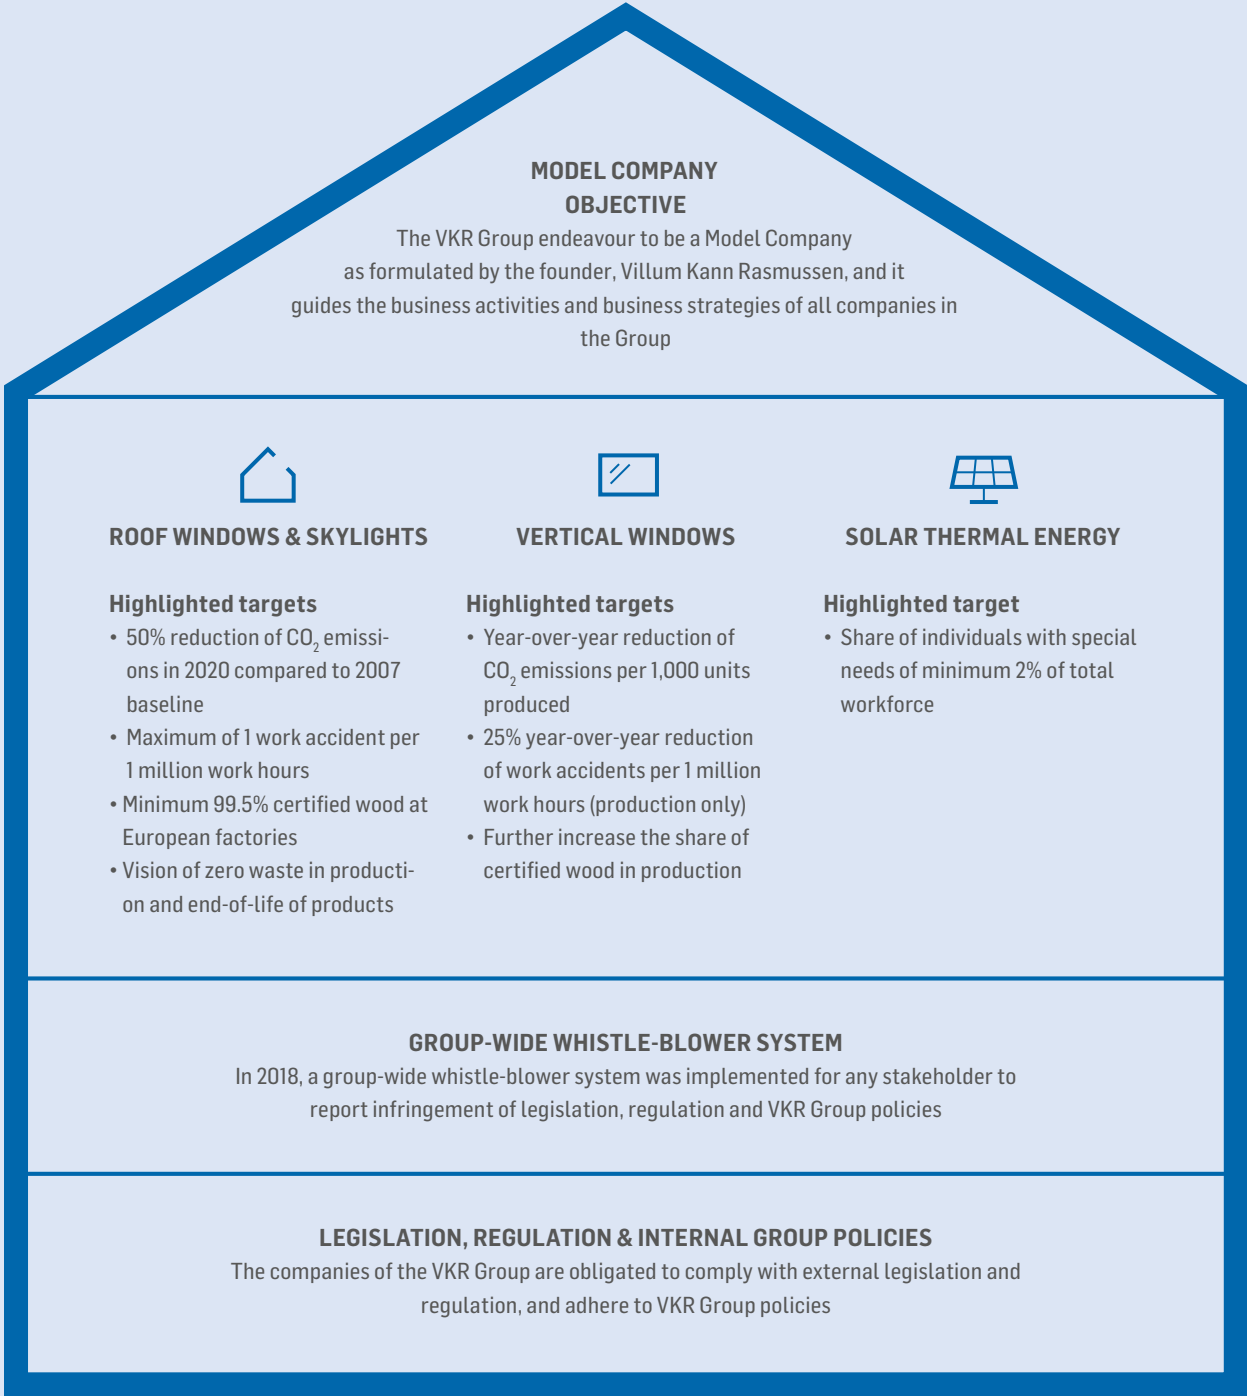 MODEL COMPANY
OBJECTIVE
The VKR Group endeavour to be a Model Company
as formulated by the founder, Villum Kann Rasmussen, and it
guides the business activities and business strategies of all companies in
the Group
ROOF WINDOWS & SKYLIGHTS
Highlighted targets
• 50% reduction of CO₂ emissi-
ons in 2020 compared to 2007
baseline
• Maximum of 1 work accident per
1 million work hours
• Minimum 99.5% certified wood at
European factories
• Vision of zero waste in producti-
on and end-of-life of products
VERTICAL WINDOWS
Highlighted targets
• Year-over-year reduction of
CO₂ emissions per 1,000 units
produced
• 25% year-over-year reduction
of work accidents per 1 million
work hours (production only)
• Further increase the share of
certified wood in production
SOLAR THERMAL ENERGY
Highlighted target
• Share of individuals with special
needs of minimum 2% of total
workforce
GROUP-WIDE WHISTLE-BLOWER SYSTEM
In 2018, a group-wide whistle-blower system was implemented for any stakeholder to
report infringement of legislation, regulation and VKR Group policies
LEGISLATION, REGULATION & INTERNAL GROUP POLICIES
The companies of the VKR Group are obligated to comply with external legislation and
regulation, and adhere to VKR Group policies